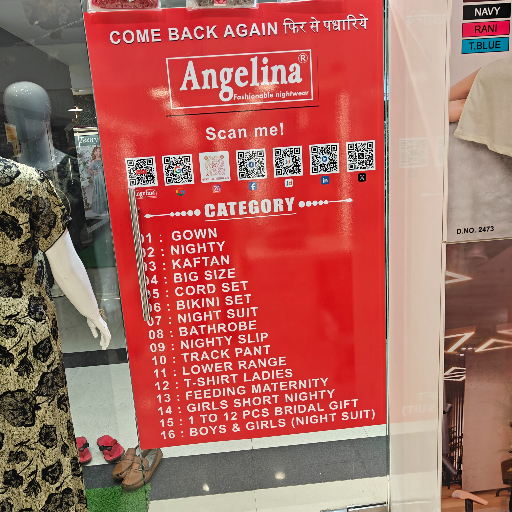 COME BACK AGAIN फिर से पधारिये
Angelina®
Fashionable nightwear
Scan me!
CATEGORY
01 : GOWN
02 : NIGHTY
03 : KAFTAN
04 : BIG SIZE
05 : CORD SET
06 : BIKINI SET
07 : NIGHT SUIT
08 : BATHROBE
09 : NIGHTY SLIP
10 : TRACK PANT
11 : LOWER RANGE
12 : T-SHIRT LADIES
13 : FEEDING MATERNITY
14 : GIRLS SHORT NIGHTY
15 : 1 TO 12 PCS BRIDAL GIFT
16 : BOYS & GIRLS (NIGHT SUIT)
NAVY
RANI
T.BLUE
D.NO. 2473